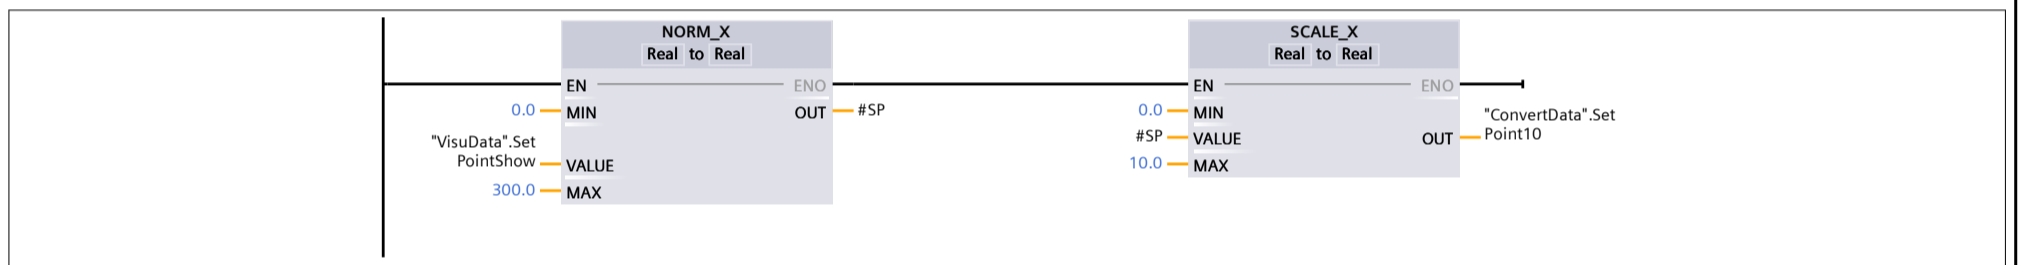 NORM_X
Real to Real
EN ENO
0.0 MIN OUT #SP
"VisuData".Set
PointShow VALUE
300.0 MAX
SCALE_X
Real to Real
EN ENO
0.0 MIN
#SP VALUE OUT
10.0 MAX
"ConvertData".Set
Point10